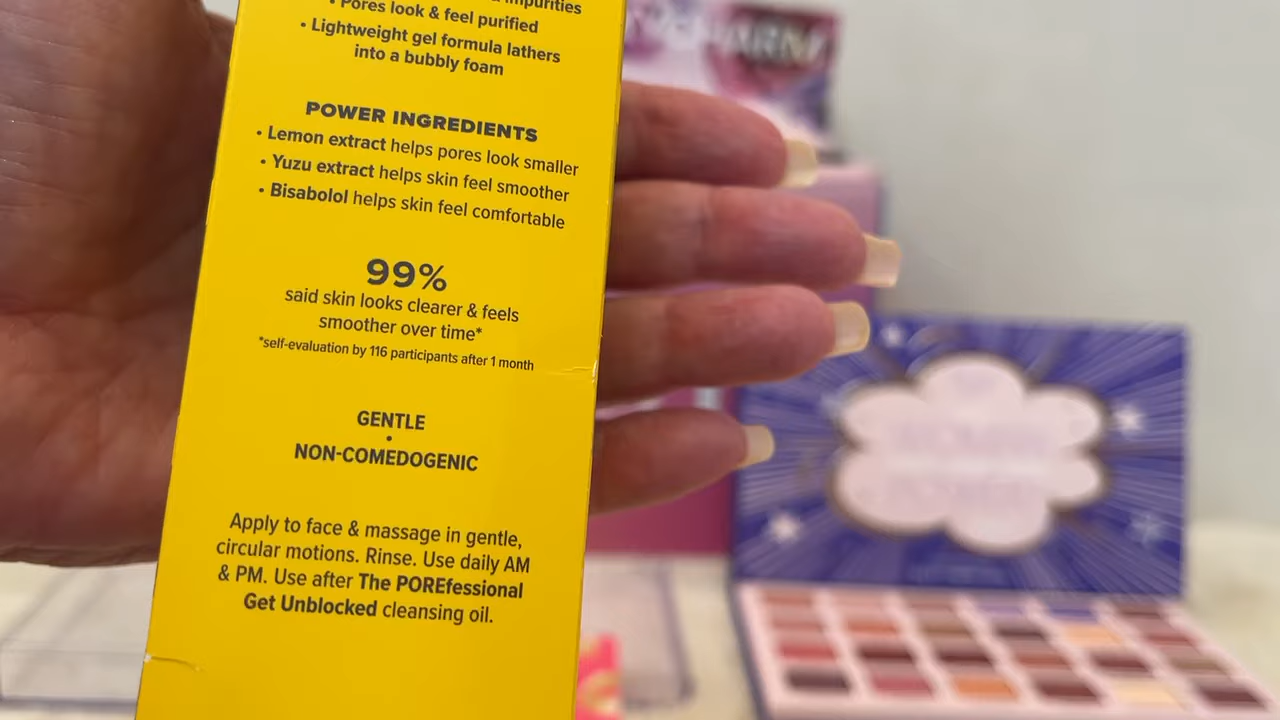 impurities
• Pores look & feel purified
• Lightweight gel formula lathers
into a bubbly foam
POWER INGREDIENTS
• Lemon extract helps pores look smaller
• Yuzu extract helps skin feel smoother
• Bisabolol helps skin feel comfortable
99%
said skin looks clearer & feels
smoother over time*
*self-evaluation by 116 participants after 1 month
GENTLE
•
NON-COMEDOGENIC
Apply to face & massage in gentle,
circular motions. Rinse. Use daily AM
& PM. Use after The POREfessional
Get Unblocked cleansing oil.